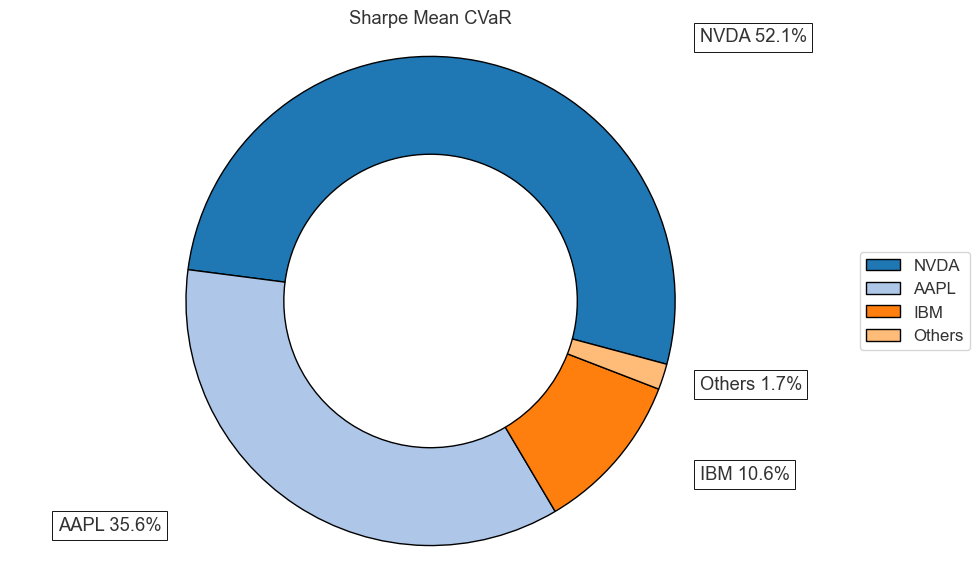 Sharpe Mean CVaR
NVDA 52.1%
NVDA
AAPL
IBM
Others
Others 1.7%
IBM 10.6%
AAPL 35.6%